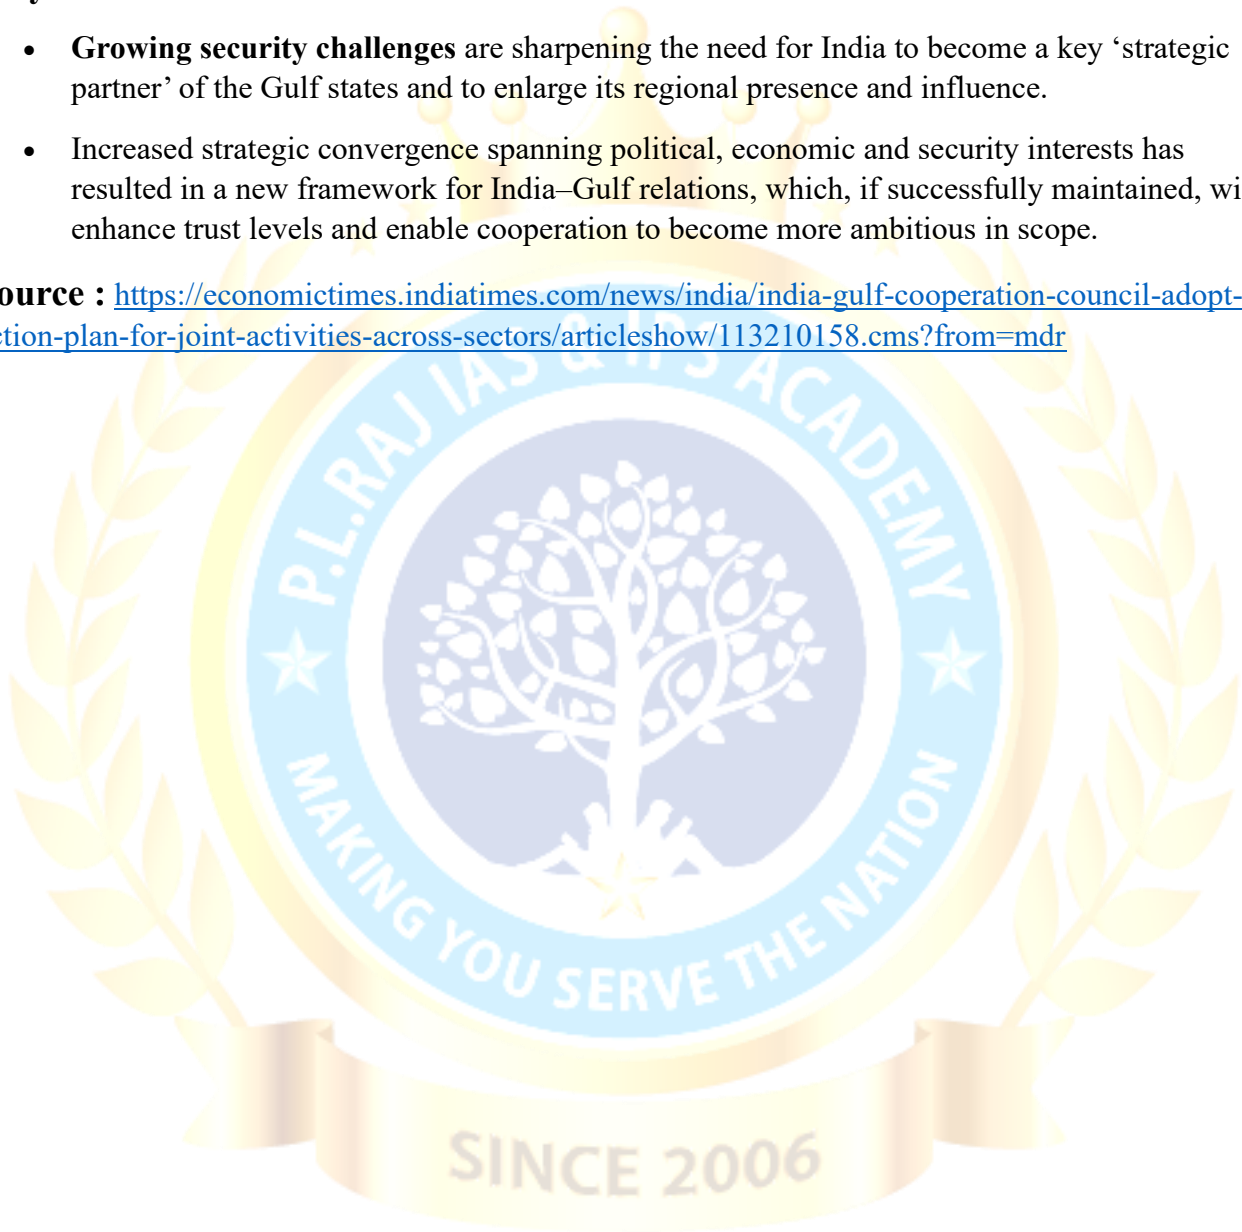 • Growing security challenges are sharpening the need for India to become a key ‘strategic
partner’ of the Gulf states and to enlarge its regional presence and influence.
• Increased strategic convergence spanning political, economic and security interests has
resulted in a new framework for India–Gulf relations, which, if successfully maintained, wi
enhance trust levels and enable cooperation to become more ambitious in scope.
ource : https://economictimes.indiatimes.com/news/india/india-gulf-cooperation-council-adopt-
ction-plan-for-joint-activities-across-sectors/articleshow/113210158.cms?from=mdr
P.L.RAJ IAS & IPS ACADEMY
MAKING YOU SERVE THE NATION
SINCE 2006